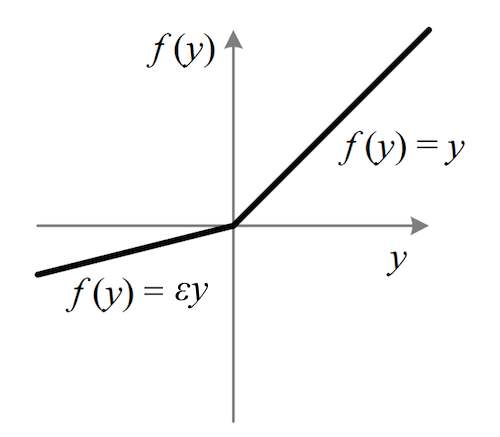 f(y)
f(y) = y
y
f(y) = εy